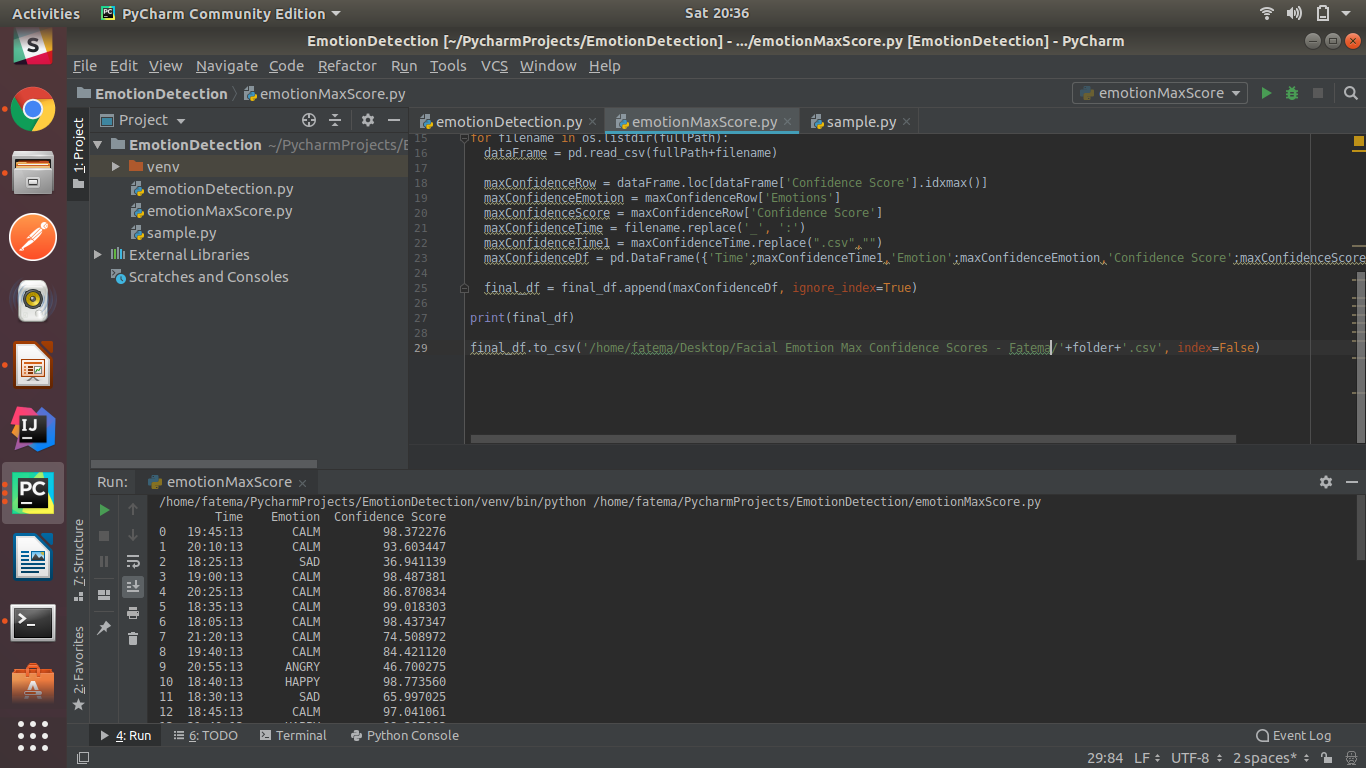 Activities PyCharm Community Edition Sat 20:36
EmotionDetection [~/PycharmProjects/EmotionDetection] - .../emotionMaxScore.py [EmotionDetection] - PyCharm
File Edit View Navigate Code Refactor Run Tools VCS Window Help
EmotionDetection emotionMaxScore.py emotionMaxScore
1: Project
Project
EmotionDetection ~/PycharmProjects/E
venv
emotionDetection.py
emotionMaxScore.py
sample.py
External Libraries
Scratches and Consoles
emotionDetection.py emotionMaxScore.py sample.py
15 for filename in os.listdir(fullPath):
16 dataFrame = pd.read_csv(fullPath+filename)
17
18 maxConfidenceRow = dataFrame.loc[dataFrame['Confidence Score'].idxmax()]
19 maxConfidenceEmotion = maxConfidenceRow['Emotions']
20 maxConfidenceScore = maxConfidenceRow['Confidence Score']
21 maxConfidenceTime = filename.replace('_', ':')
22 maxConfidenceTime1 = maxConfidenceTime.replace(".csv","")
23 maxConfidenceDf = pd.DataFrame({'Time':maxConfidenceTime1,'Emotion':maxConfidenceEmotion,'Confidence Score':maxConfidenceScore
24
25 final_df = final_df.append(maxConfidenceDf, ignore_index=True)
26
27 print(final_df)
28
29 final_df.to_csv('/home/fatema/Desktop/Facial Emotion Max Confidence Scores - Fatema/'+folder+'.csv', index=False)
Run: emotionMaxScore
7: Structure
2: Favorites
/home/fatema/PycharmProjects/EmotionDetection/venv/bin/python /home/fatema/PycharmProjects/EmotionDetection/emotionMaxScore.py
Time Emotion Confidence Score
0 19:45:13 CALM 98.372276
1 20:10:13 CALM 93.603447
2 18:25:13 SAD 36.941139
3 19:00:13 CALM 98.487381
4 20:25:13 CALM 86.870834
5 18:35:13 CALM 99.018303
6 18:05:13 CALM 98.437347
7 21:20:13 CALM 74.508972
8 19:40:13 CALM 84.421120
9 20:55:13 ANGRY 46.700275
10 18:40:13 HAPPY 98.773560
11 18:30:13 SAD 65.997025
12 18:45:13 CALM 97.041061
4: Run 6: TODO Terminal Python Console Event Log
29:84 LF UTF-8 2 spaces*